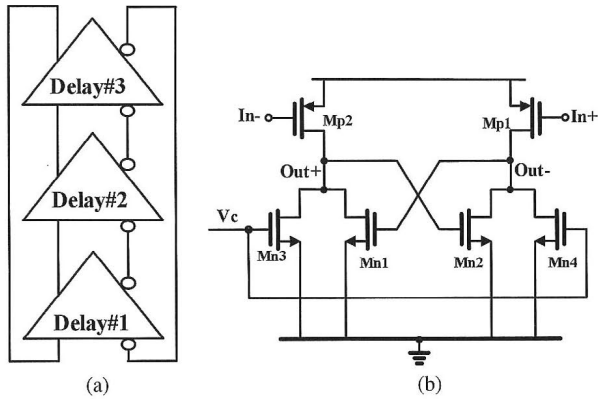 Delay#3
Delay#2
Delay#1
(a)
In-
Mp2
Mp1
In+
Out+
Out-
Vc
Mn3
Mn1
Mn2
Mn4
(b)